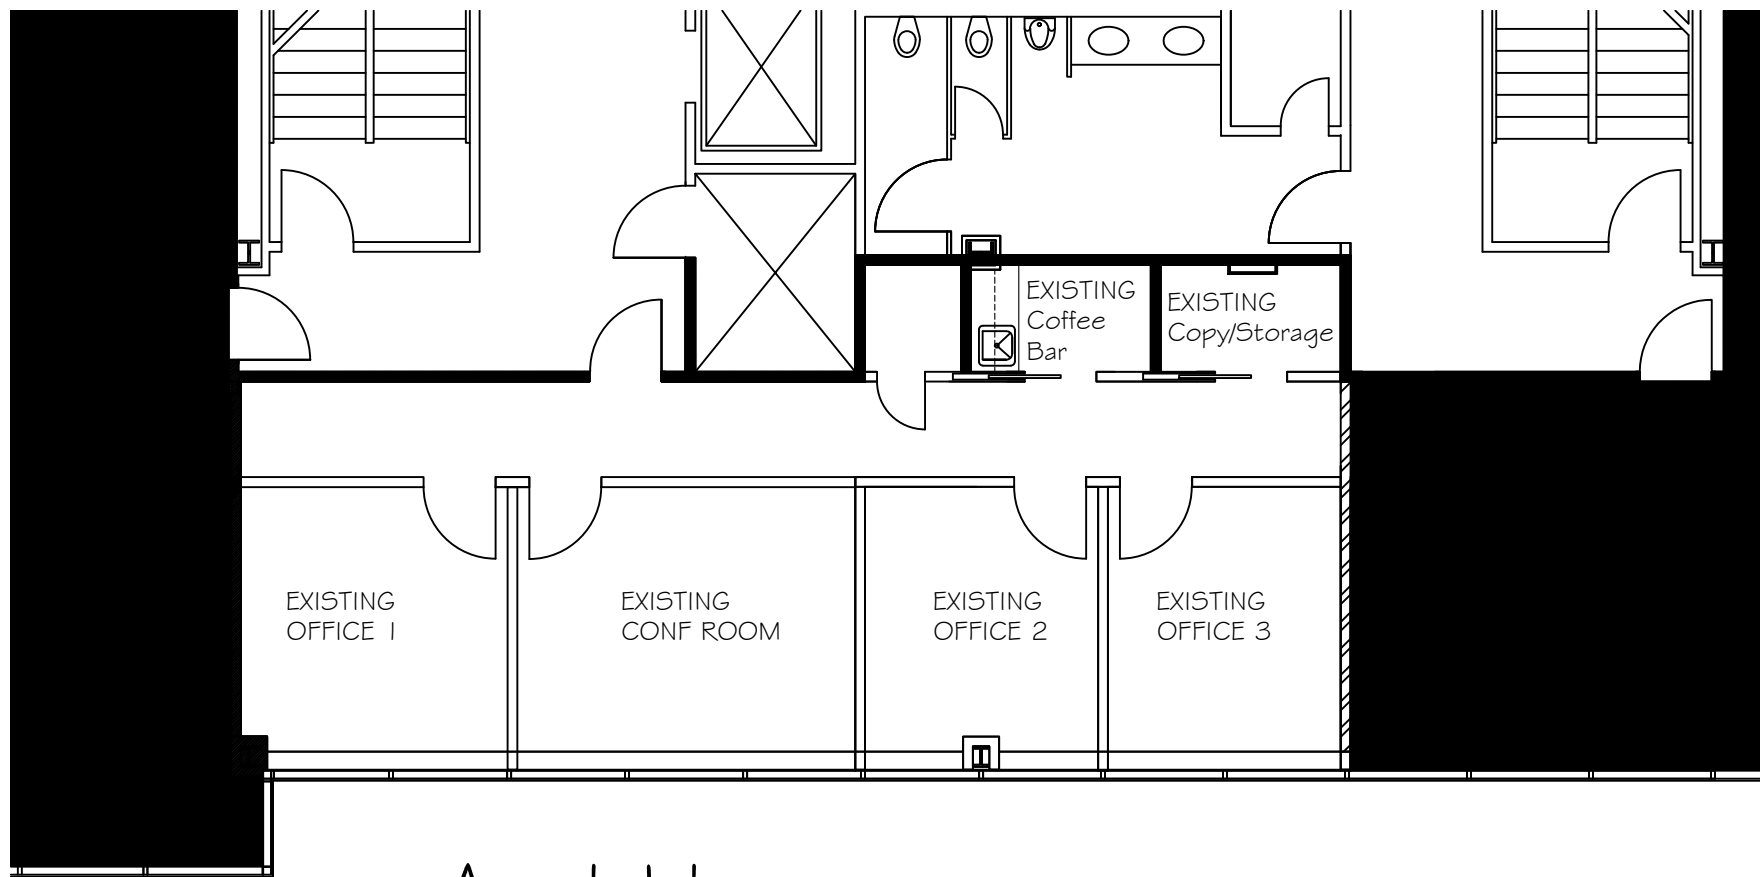 EXISTING
Coffee
Bar
EXISTING
Copy/Storage
EXISTING
OFFICE 1
EXISTING
CONF ROOM
EXISTING
OFFICE 2
EXISTING
OFFICE 3